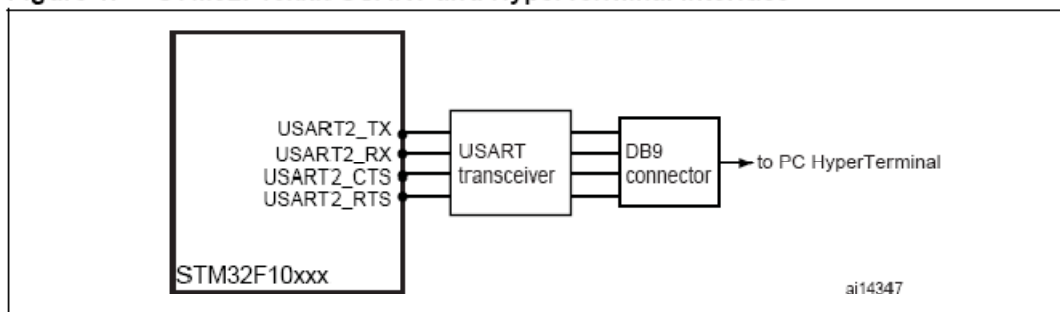 USART2_TX
USART2_RX
USART2_CTS
USART2_RTS
STM32F10xxx
USART
transceiver
DB9
connector
to PC HyperTerminal
ai14347